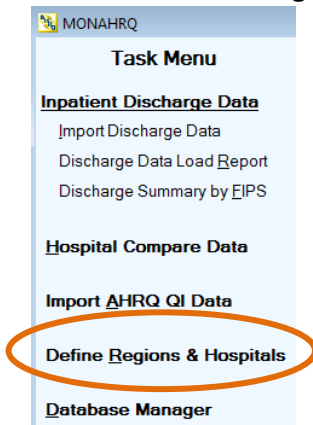 MONAHRQ
Task Menu
Inpatient Discharge Data
Import Discharge Data
Discharge Data Load Report
Discharge Summary by FIPS
Hospital Compare Data
Import AHRQ QI Data
Define Regions & Hospitals
Database Manager